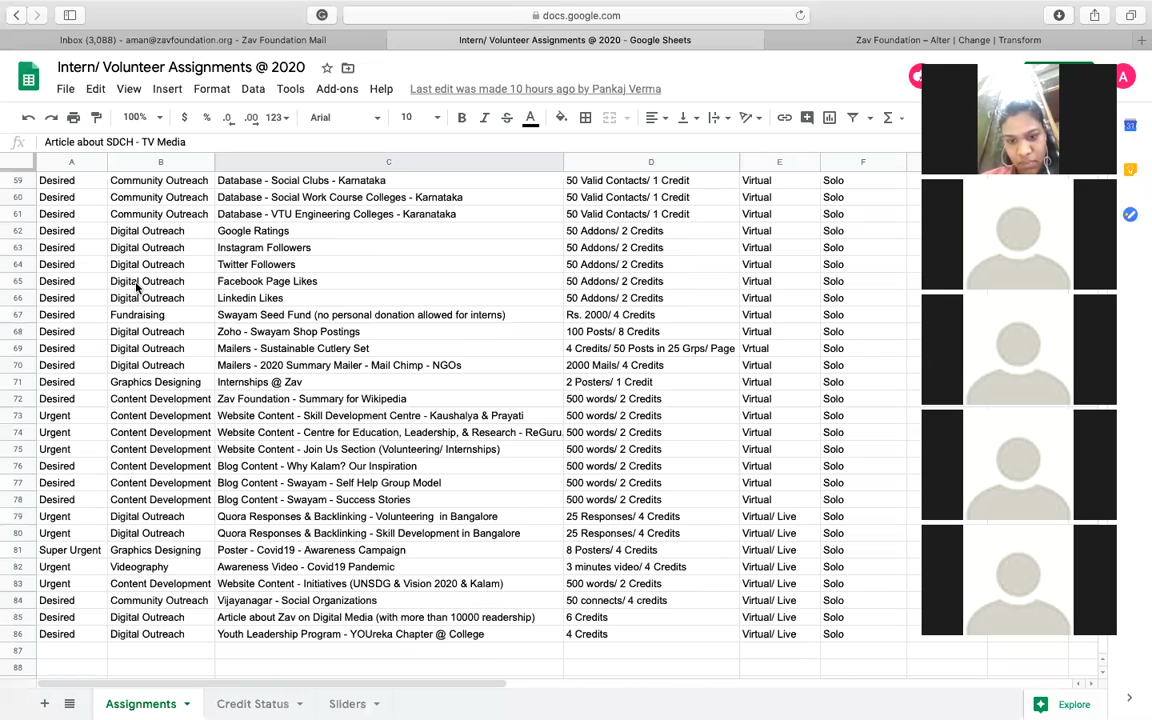 docs.google.com
Inbox (3,088) - aman@zavfoundation.org - Zav Foundation Mail
Intern/ Volunteer Assignments @ 2020 - Google Sheets
Zav Foundation – Alter | Change | Transform
Intern/ Volunteer Assignments @ 2020
File Edit View Insert Format Data Tools Add-ons Help Last edit was made 10 hours ago by Pankaj Verma
A
100% $ % .0 .00 123 Arial 10 B I S A
31
fx Article about SDCH - TV Media
A B C D E F
59 Desired Community Outreach Database - Social Clubs - Karnataka 50 Valid Contacts/ 1 Credit Virtual Solo
60 Desired Community Outreach Database - Social Work Course Colleges - Karnataka 50 Valid Contacts/ 1 Credit Virtual Solo
61 Desired Community Outreach Database - VTU Engineering Colleges - Karanataka 50 Valid Contacts/ 1 Credit Virtual Solo
62 Desired Digital Outreach Google Ratings 50 Addons/ 2 Credits Virtual Solo
63 Desired Digital Outreach Instagram Followers 50 Addons/ 2 Credits Virtual Solo
64 Desired Digital Outreach Twitter Followers 50 Addons/ 2 Credits Virtual Solo
65 Desired Digital Outreach Facebook Page Likes 50 Addons/ 2 Credits Virtual Solo
66 Desired Digital Outreach Linkedin Likes 50 Addons/ 2 Credits Virtual Solo
67 Desired Fundraising Swayam Seed Fund (no personal donation allowed for interns) Rs. 2000/ 4 Credits Virtual Solo
68 Desired Digital Outreach Zoho - Swayam Shop Postings 100 Posts/ 8 Credits Virtual Solo
69 Desired Digital Outreach Mailers - Sustainable Cutlery Set 4 Credits/ 50 Posts in 25 Grps/ Page Vrtual Solo
70 Desired Digital Outreach Mailers - 2020 Summary Mailer - Mail Chimp - NGOs 2000 Mails/ 4 Credits Virtual Solo
71 Desired Graphics Designing Internships @ Zav 2 Posters/ 1 Credit Virtual Solo
72 Desired Content Development Zav Foundation - Summary for Wikipedia 500 words/ 2 Credits Virtual Solo
73 Urgent Content Development Website Content - Skill Development Centre - Kaushalya & Prayati 500 words/ 2 Credits Virtual Solo
74 Urgent Content Development Website Content - Centre for Education, Leadership, & Research - ReGuru 500 words/ 2 Credits Virtual Solo
75 Urgent Content Development Website Content - Join Us Section (Volunteering/ Internships) 500 words/ 2 Credits Virtual Solo
76 Desired Content Development Blog Content - Why Kalam? Our Inspiration 500 words/ 2 Credits Virtual Solo
77 Desired Content Development Blog Content - Swayam - Self Help Group Model 500 words/ 2 Credits Virtual Solo
78 Desired Content Development Blog Content - Swayam - Success Stories 500 words/ 2 Credits Virtual Solo
79 Urgent Digital Outreach Quora Responses & Backlinking - Volunteering in Bangalore 25 Responses/ 4 Credits Virtual/ Live Solo
80 Urgent Digital Outreach Quora Responses & Backlinking - Skill Development in Bangalore 25 Responses/ 4 Credits Virtual/ Live Solo
81 Super Urgent Graphics Designing Poster - Covid19 - Awareness Campaign 8 Posters/ 4 Credits Virtual/ Live Solo
82 Urgent Videography Awareness Video - Covid19 Pandemic 3 minutes video/ 4 Credits Virtual/ Live Solo
83 Urgent Content Development Website Content - Initiatives (UNSDG & Vision 2020 & Kalam) 500 words/ 2 Credits Virtual/ Live Solo
84 Desired Community Outreach Vijayanagar - Social Organizations 50 connects/ 4 credits Virtual/ Live Solo
85 Desired Digital Outreach Article about Zav on Digital Media (with more than 10000 readership) 6 Credits Virtual/ Live Solo
86 Desired Digital Outreach Youth Leadership Program - YOUreka Chapter @ College 4 Credits Virtual/ Live Solo
87
88
Assignments Credit Status Sliders Explore